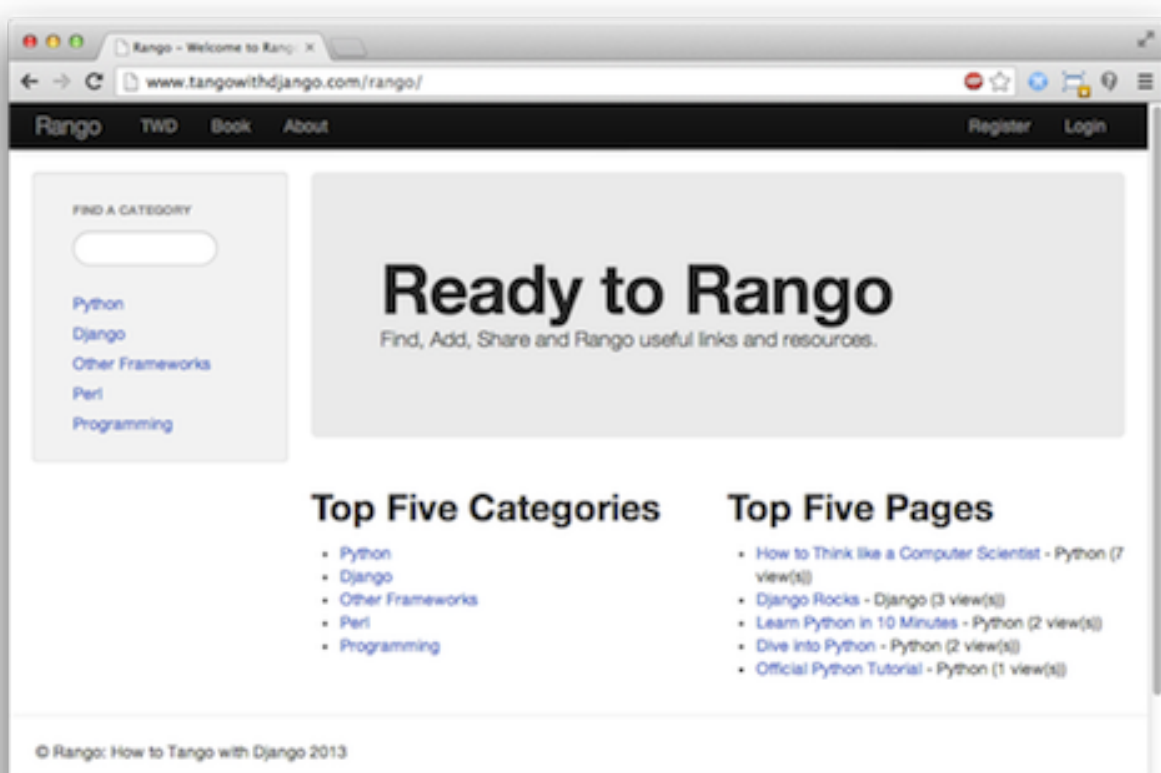 Rango - Welcome to Rang
www.tangowithdjango.com/rango/
Rango TWD Book About Register Login
FIND A CATEGORY
Python
Django
Other Frameworks
Perl
Programming
Ready to Rango
Find, Add, Share and Rango useful links and resources.
Top Five Categories
Python
Django
Other Frameworks
Perl
Programming
Top Five Pages
How to Think like a Computer Scientist - Python (7
view(s))
Django Rocks - Django (3 view(s))
Learn Python in 10 Minutes - Python (2 view(s))
Dive into Python - Python (2 view(s))
Official Python Tutorial - Python (1 view(s))
© Rango: How to Tango with Django 2013